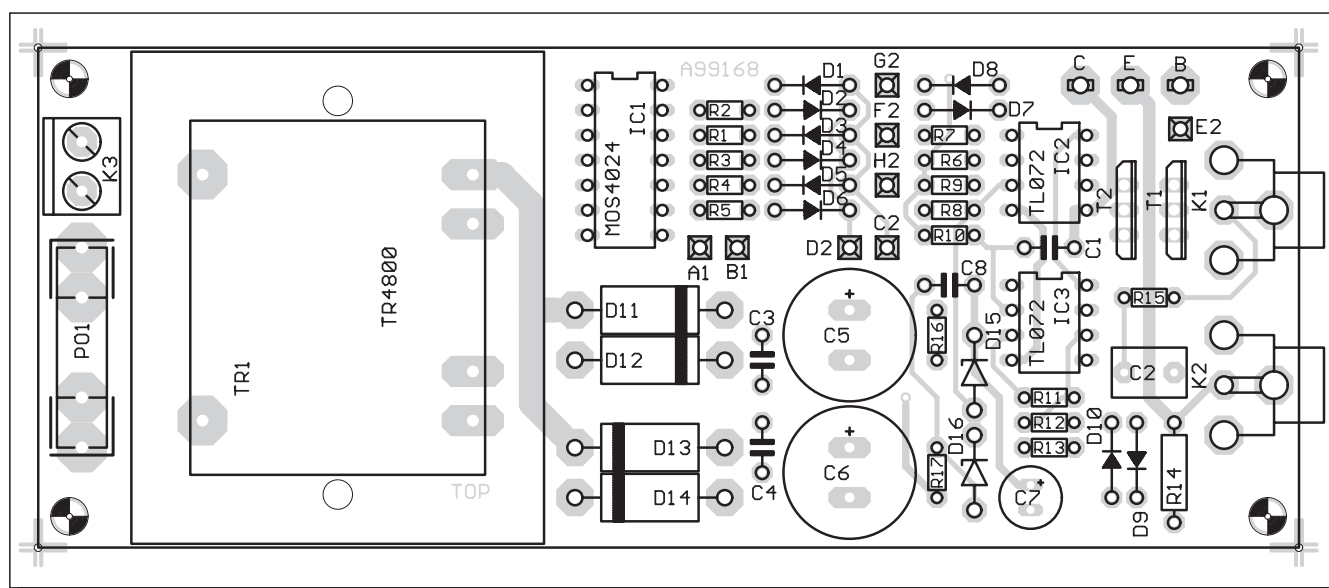 K3
PO1
TR1
TR4800
TOP
A99168
MOS4024
IC1
R2
R1
R3
R4
R5
D1
D2
D3
D4
D5
D6
G2
F2
H2
C2
D2
A1
B1
D8
D7
R7
R6
R9
R8
R10
TL072
IC2
C1
C
E
B
E2
T2
T1
K1
D11
D12
D13
D14
C3
C4
+
C5
+
C6
C8
R16
R17
D15
D16
TL072
IC3
R15
C2
K2
R11
R12
R13
+
C7
D10
D9
R14